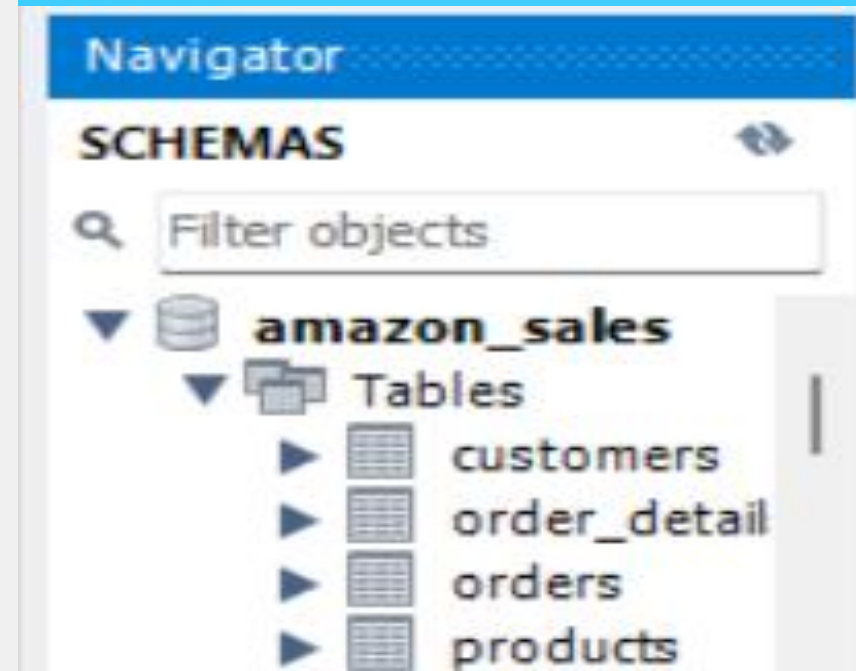 Navigator
SCHEMAS
Filter objects
amazon_sales
Tables
customers
order_detail
orders
products